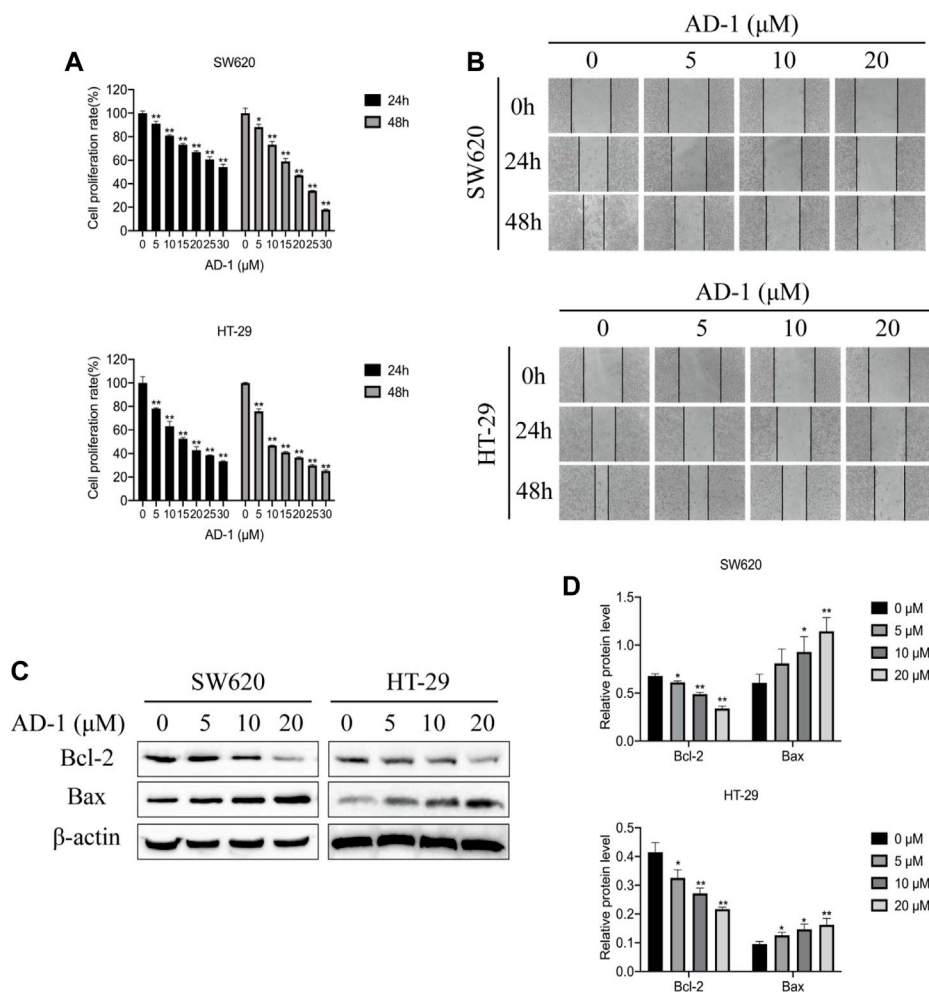 A
SW620
Cell proliferation rate(%)
120
100
80
60
40
20
0
** ** ** ** ** **
* ** ** ** ** **
0 5 10 15 20 25 30 0 5 10 15 20 25 30
AD-1 (μM)
24h
48h
HT-29
Cell proliferation rate(%)
120
100
80
60
40
20
0
** ** ** ** ** **
** ** ** ** ** **
0 5 10 15 20 25 30 0 5 10 15 20 25 30
AD-1 (μM)
24h
48h
B
AD-1 (μM)
0 5 10 20
SW620
0h
24h
48h
AD-1 (μM)
0 5 10 20
HT-29
0h
24h
48h
C
SW620 HT-29
AD-1 (μM) 0 5 10 20 0 5 10 20
Bcl-2
Bax
β-actin
D
SW620
Relative protein level
1.5
1.0
0.5
0.0
* ** ** * **
Bcl-2 Bax
0 μM
5 μM
10 μM
20 μM
HT-29
Relative protein level
0.5
0.4
0.3
0.2
0.1
0.0
* ** ** * * **
Bcl-2 Bax
0 μM
5 μM
10 μM
20 μM